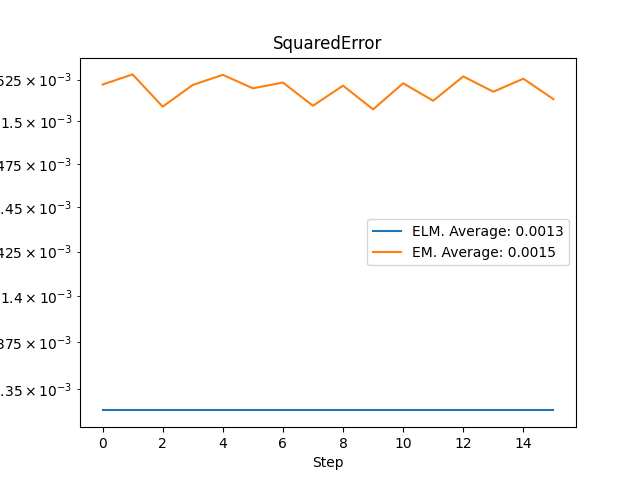 SquaredError
525 × 10⁻³
1.5 × 10⁻³
475 × 10⁻³
.45 × 10⁻³
425 × 10⁻³
1.4 × 10⁻³
375 × 10⁻³
.35 × 10⁻³
ELM. Average: 0.0013
EM. Average: 0.0015
0 2 4 6 8 10 12 14
Step